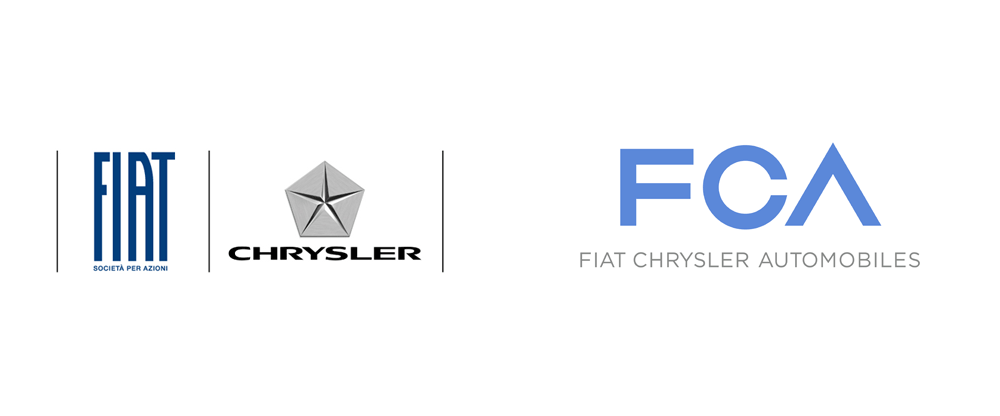 FIAT
SOCIETÀ PER AZIONI
CHRYSLER
FCA
FIAT CHRYSLER AUTOMOBILES